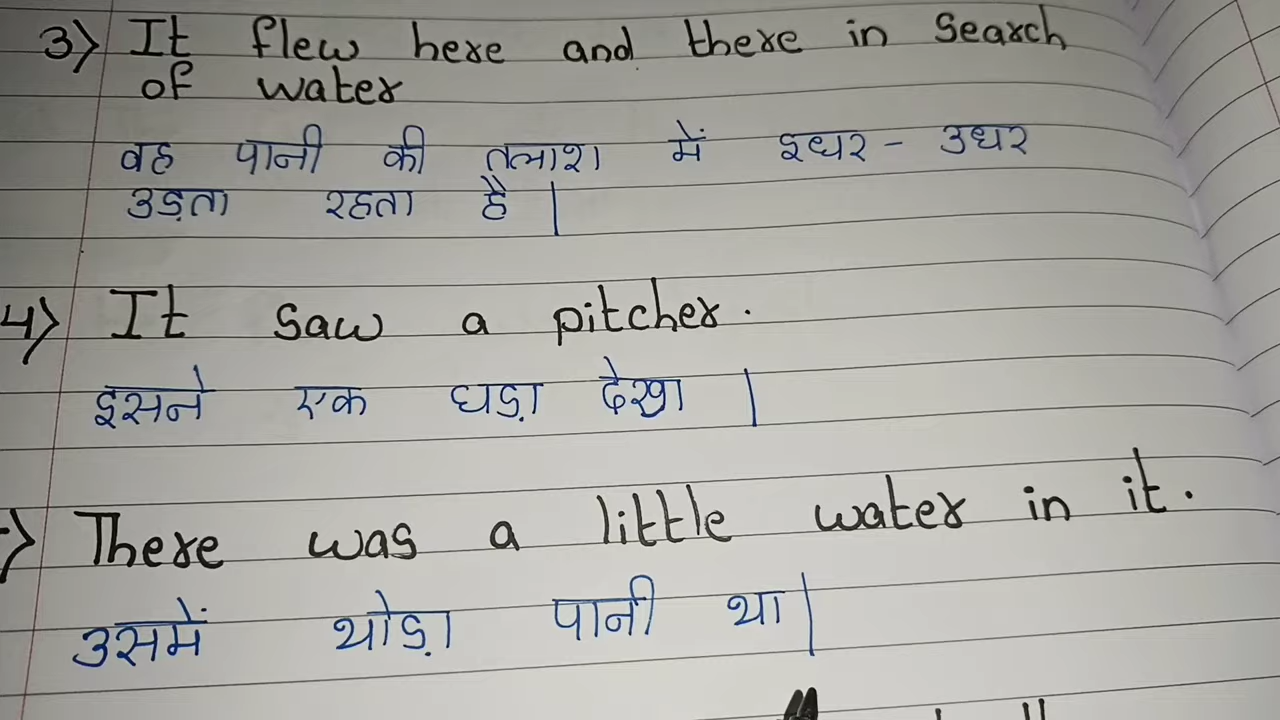 3) It flew here and there in search
of water
वह पानी की तलाश में इधर - उधर
उड़ता रहता है |
4) It saw a pitcher.
इसने एक घड़ा देखा |
) There was a little water in it.
उसमें थोड़ा पानी था |